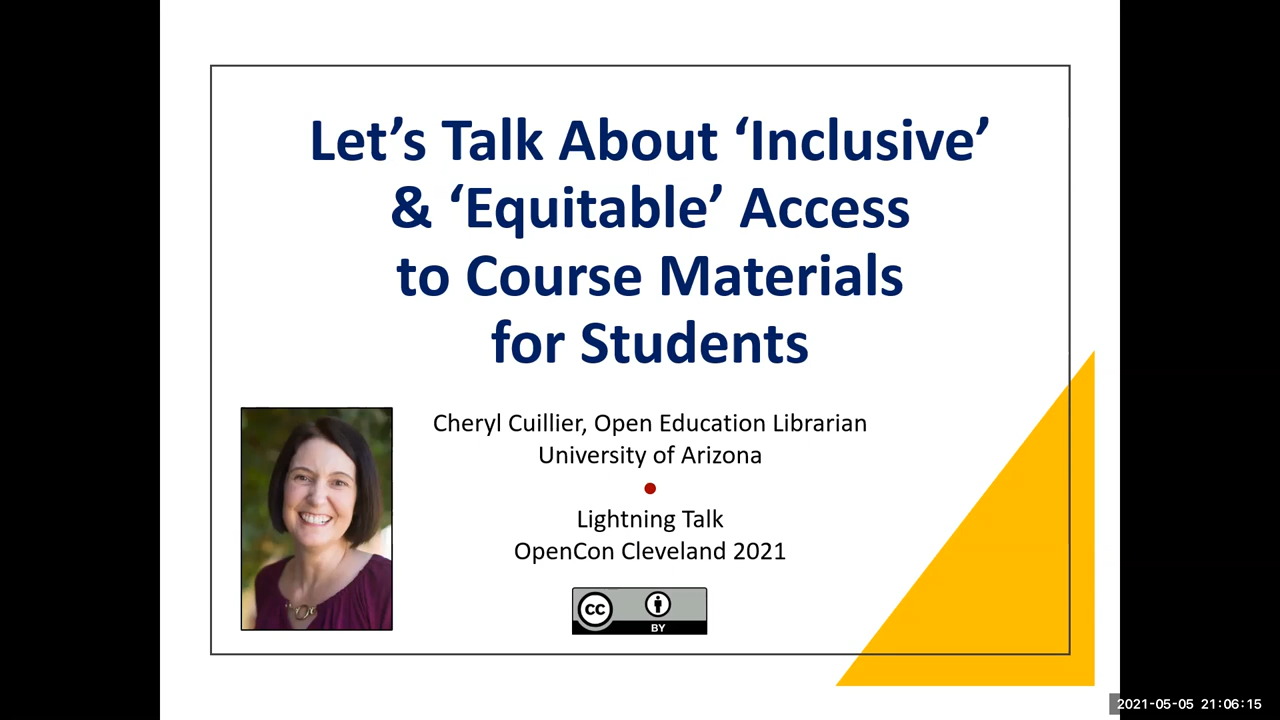 Let’s Talk About ‘Inclusive’
& ‘Equitable’ Access
to Course Materials
for Students
Cheryl Cuillier, Open Education Librarian
University of Arizona
Lightning Talk
OpenCon Cleveland 2021
CC
BY
2021-05-05 21:06:15